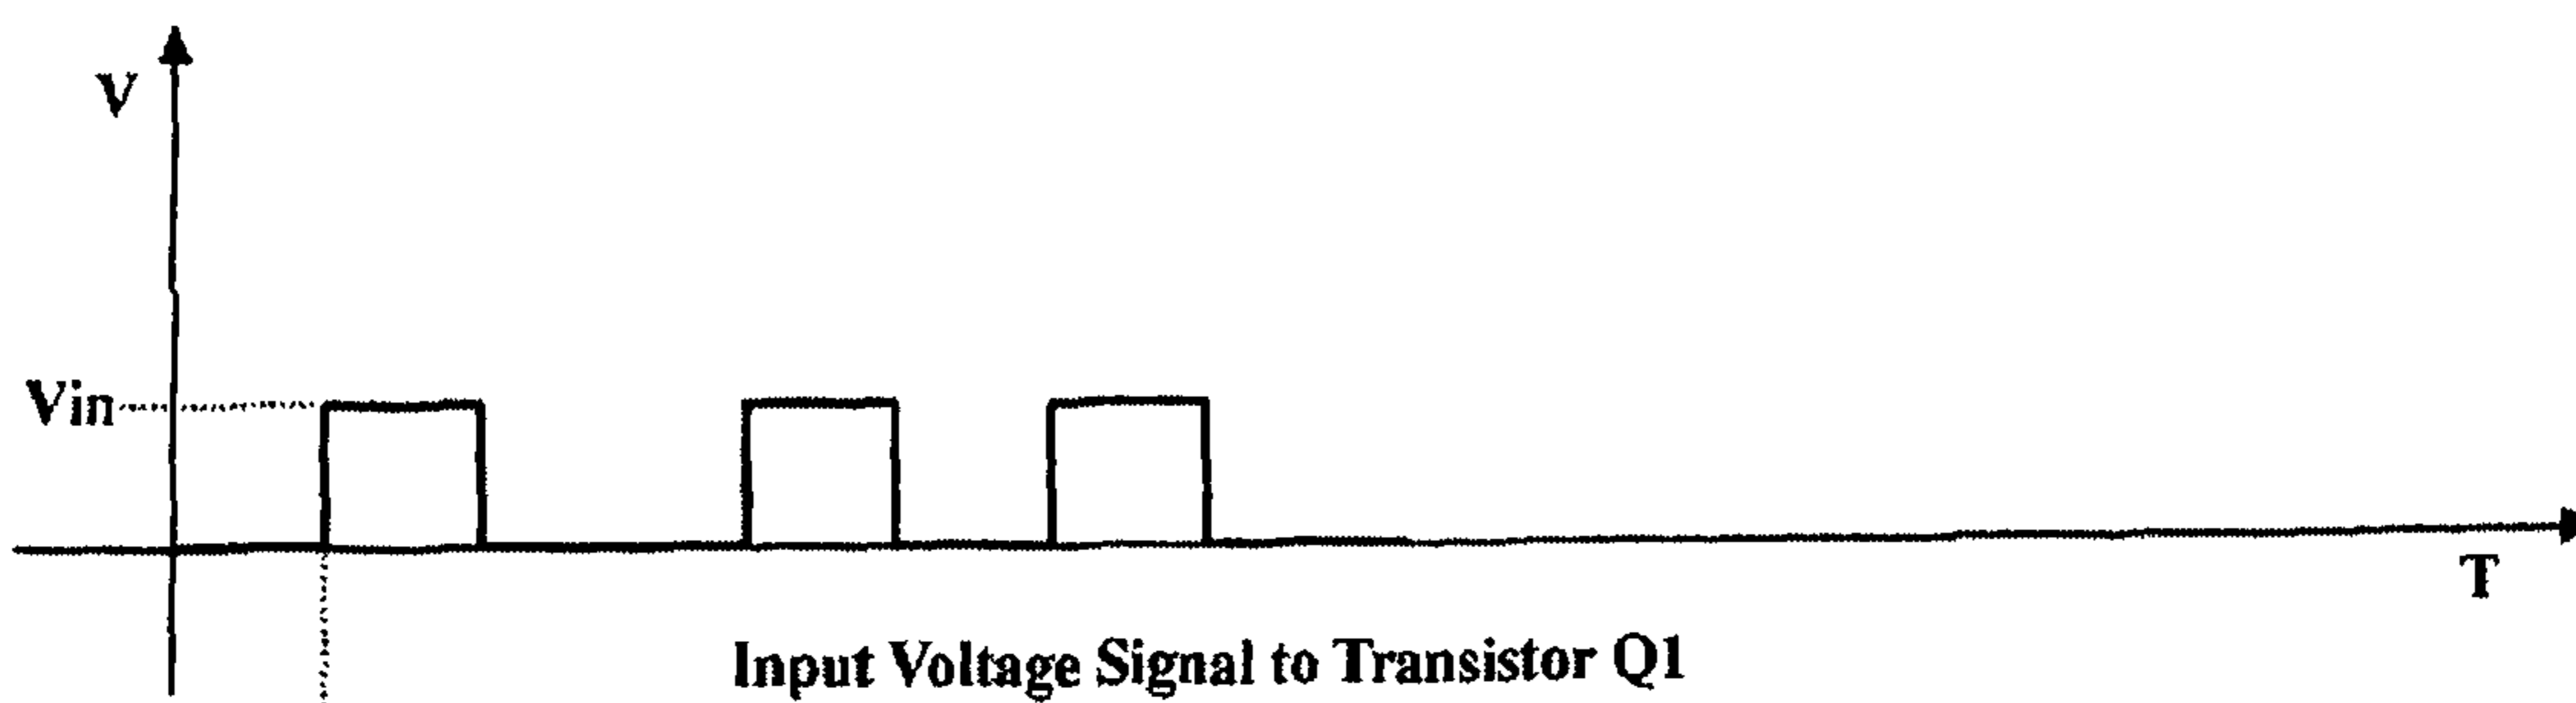 V
Vin
T
Input Voltage Signal to Transistor Q1